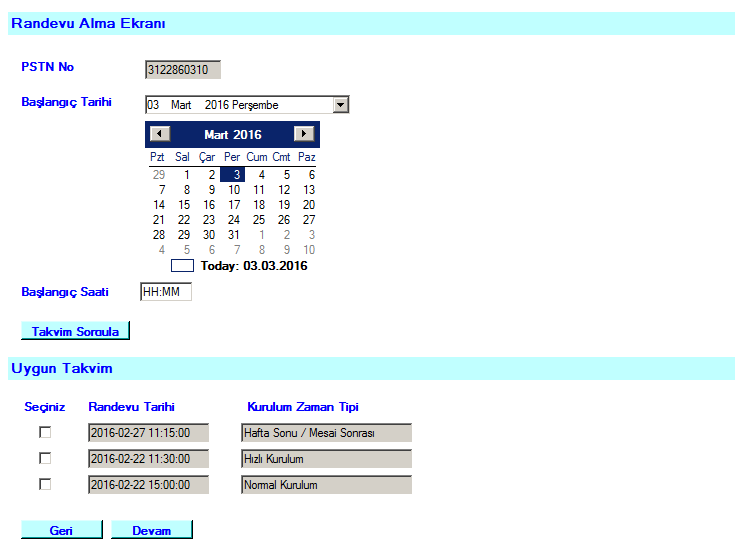 Randevu Alma Ekranı
PSTN No 3122860310
Başlangıç Tarihi 03 Mart 2016 Perşembe
Mart 2016
Pzt Sal Çar Per Cum Cmt Paz
29 1 2 3 4 5 6
7 8 9 10 11 12 13
14 15 16 17 18 19 20
21 22 23 24 25 26 27
28 29 30 31 1 2 3
4 5 6 7 8 9 10
Today: 03.03.2016
Başlangıç Saati HH:MM
Takvim Sorgula
Uygun Takvim
Seçiniz Randevu Tarihi Kurulum Zaman Tipi
2016-02-27 11:15:00 Hafta Sonu / Mesai Sonrası
2016-02-22 11:30:00 Hızlı Kurulum
2016-02-22 15:00:00 Normal Kurulum
Geri Devam